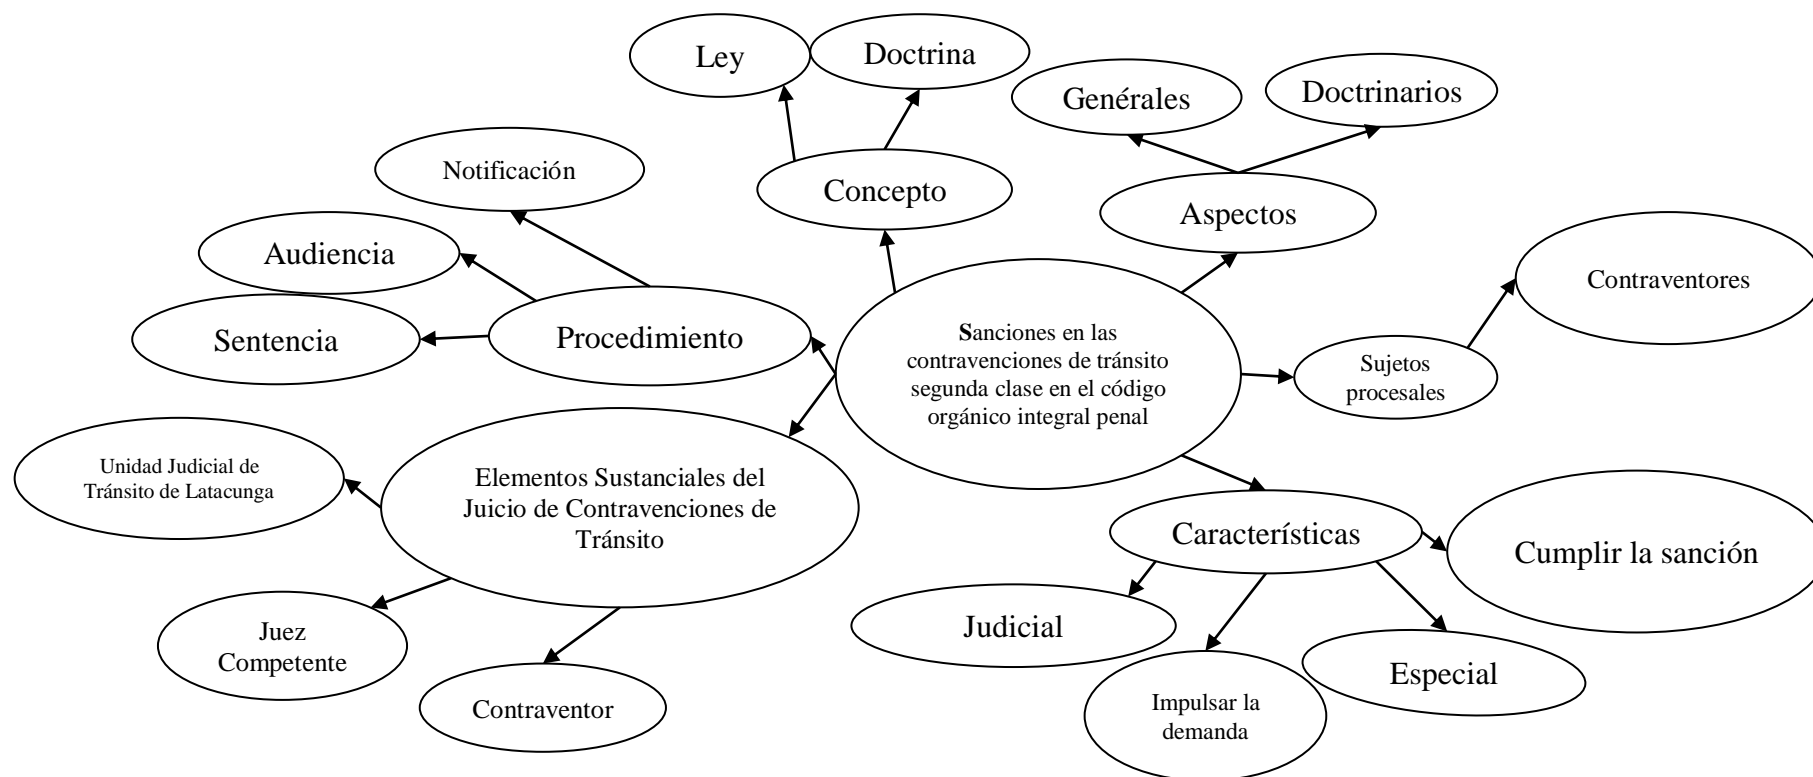 Ley
Doctrina
Genérales
Doctrinarios
Notificación
Concepto
Aspectos
Audiencia
Contraventores
Sentencia
Procedimiento
Sanciones en las
contravenciones de tránsito
segunda clase en el código
orgánico integral penal
Sujetos
procesales
Unidad Judicial de
Tránsito de Latacunga
Elementos Sustanciales del
Juicio de Contravenciones de
Tránsito
Característísticas
Cumplir la sanción
Juez
Competente
Judicial
Especial
Contraventor
Impulsar la
demanda